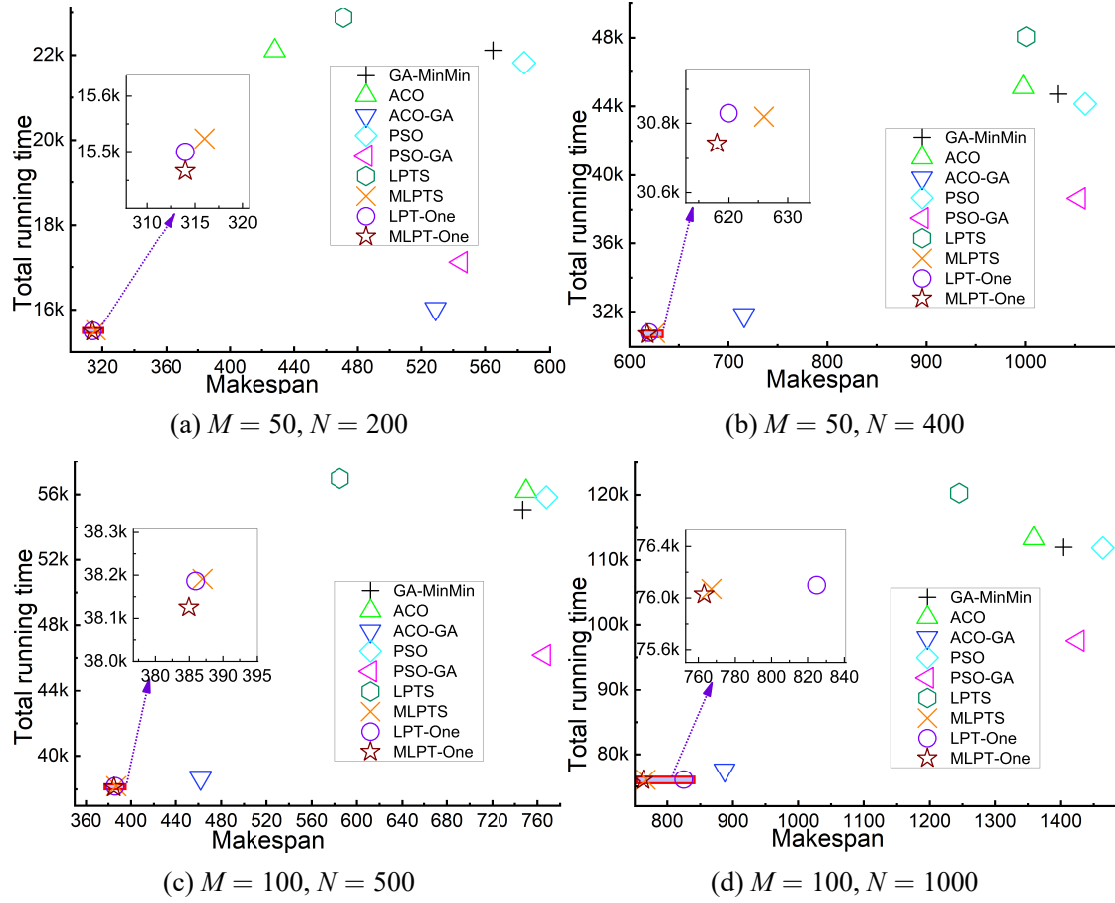 22k
20k
18k
16k
Total running time
320
360
400
440
480
520
560
600
Makespan
15.6k
15.5k
310
315
320
GA-MinMin
ACO
ACO-GA
PSO
PSO-GA
LPTS
MLPTS
LPT-One
MLPT-One
(a) M = 50, N = 200
48k
44k
40k
36k
32k
Total running time
600
700
800
900
1000
Makespan
30.8k
30.6k
620
630
GA-MinMin
ACO
ACO-GA
PSO
PSO-GA
LPTS
MLPTS
LPT-One
MLPT-One
(b) M = 50, N = 400
56k
52k
48k
44k
40k
Total running time
360
400
440
480
520
560
600
640
680
720
760
Makespan
38.3k
38.2k
38.1k
38.0k
380
385
390
395
GA-MinMin
ACO
ACO-GA
PSO
PSO-GA
LPTS
MLPTS
LPT-One
MLPT-One
(c) M = 100, N = 500
120k
110k
100k
90k
80k
Total running time
800
900
1000
1100
1200
1300
1400
Makespan
76.4k
76.0k
75.6k
760
780
800
820
840
GA-MinMin
ACO
ACO-GA
PSO
PSO-GA
LPTS
MLPTS
LPT-One
MLPT-One
(d) M = 100, N = 1000